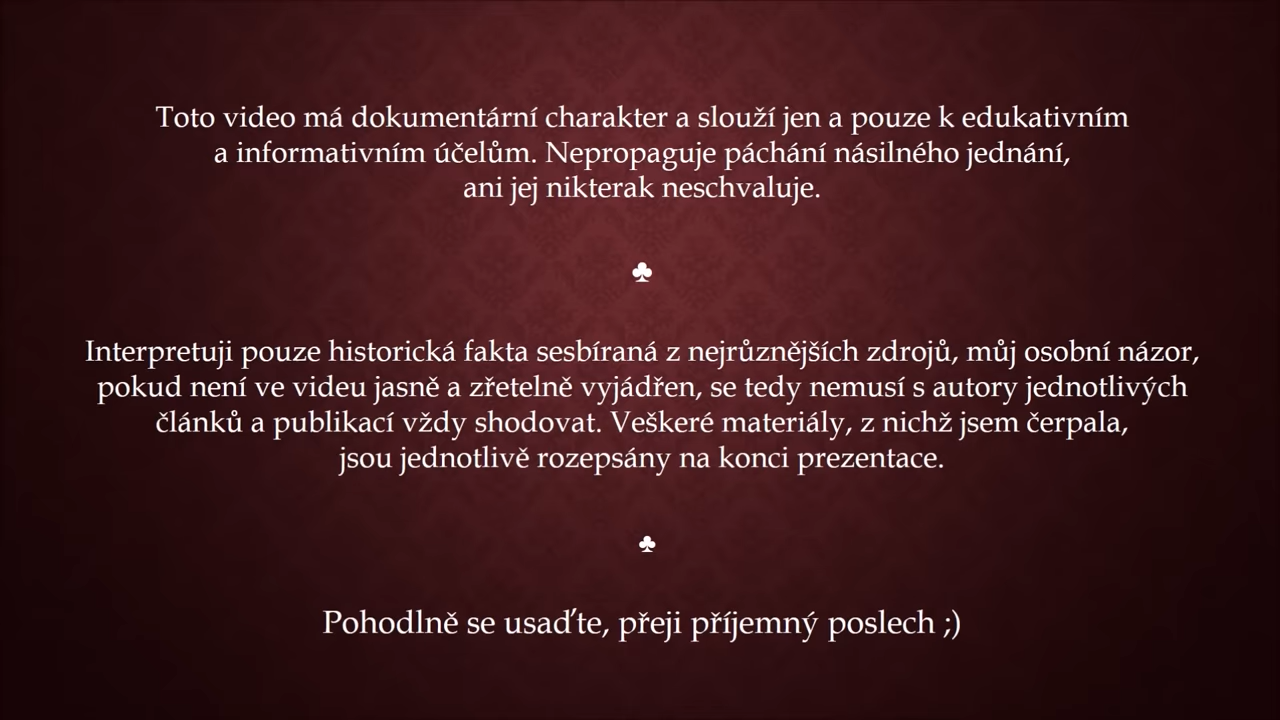 Toto video má dokumentární charakter a slouží jen a pouze k edukativním
a informativním účelům. Nepropaguje páchání násilného jednání,
ani jej nikterak neschvaluje.
♣
Interpretuji pouze historická fakta sesbíraná z nejrůznějších zdrojů, můj osobní názor,
pokud není ve videu jasně a zřetelně vyjádřen, se tedy nemusí s autory jednotlivých
článků a publikací vždy shodovat. Veškeré materiály, z nichž jsem čerpala,
jsou jednotlivě rozepsány na konci prezentace.
♣
Pohodlně se usaďte, přeji příjemný poslech ;)